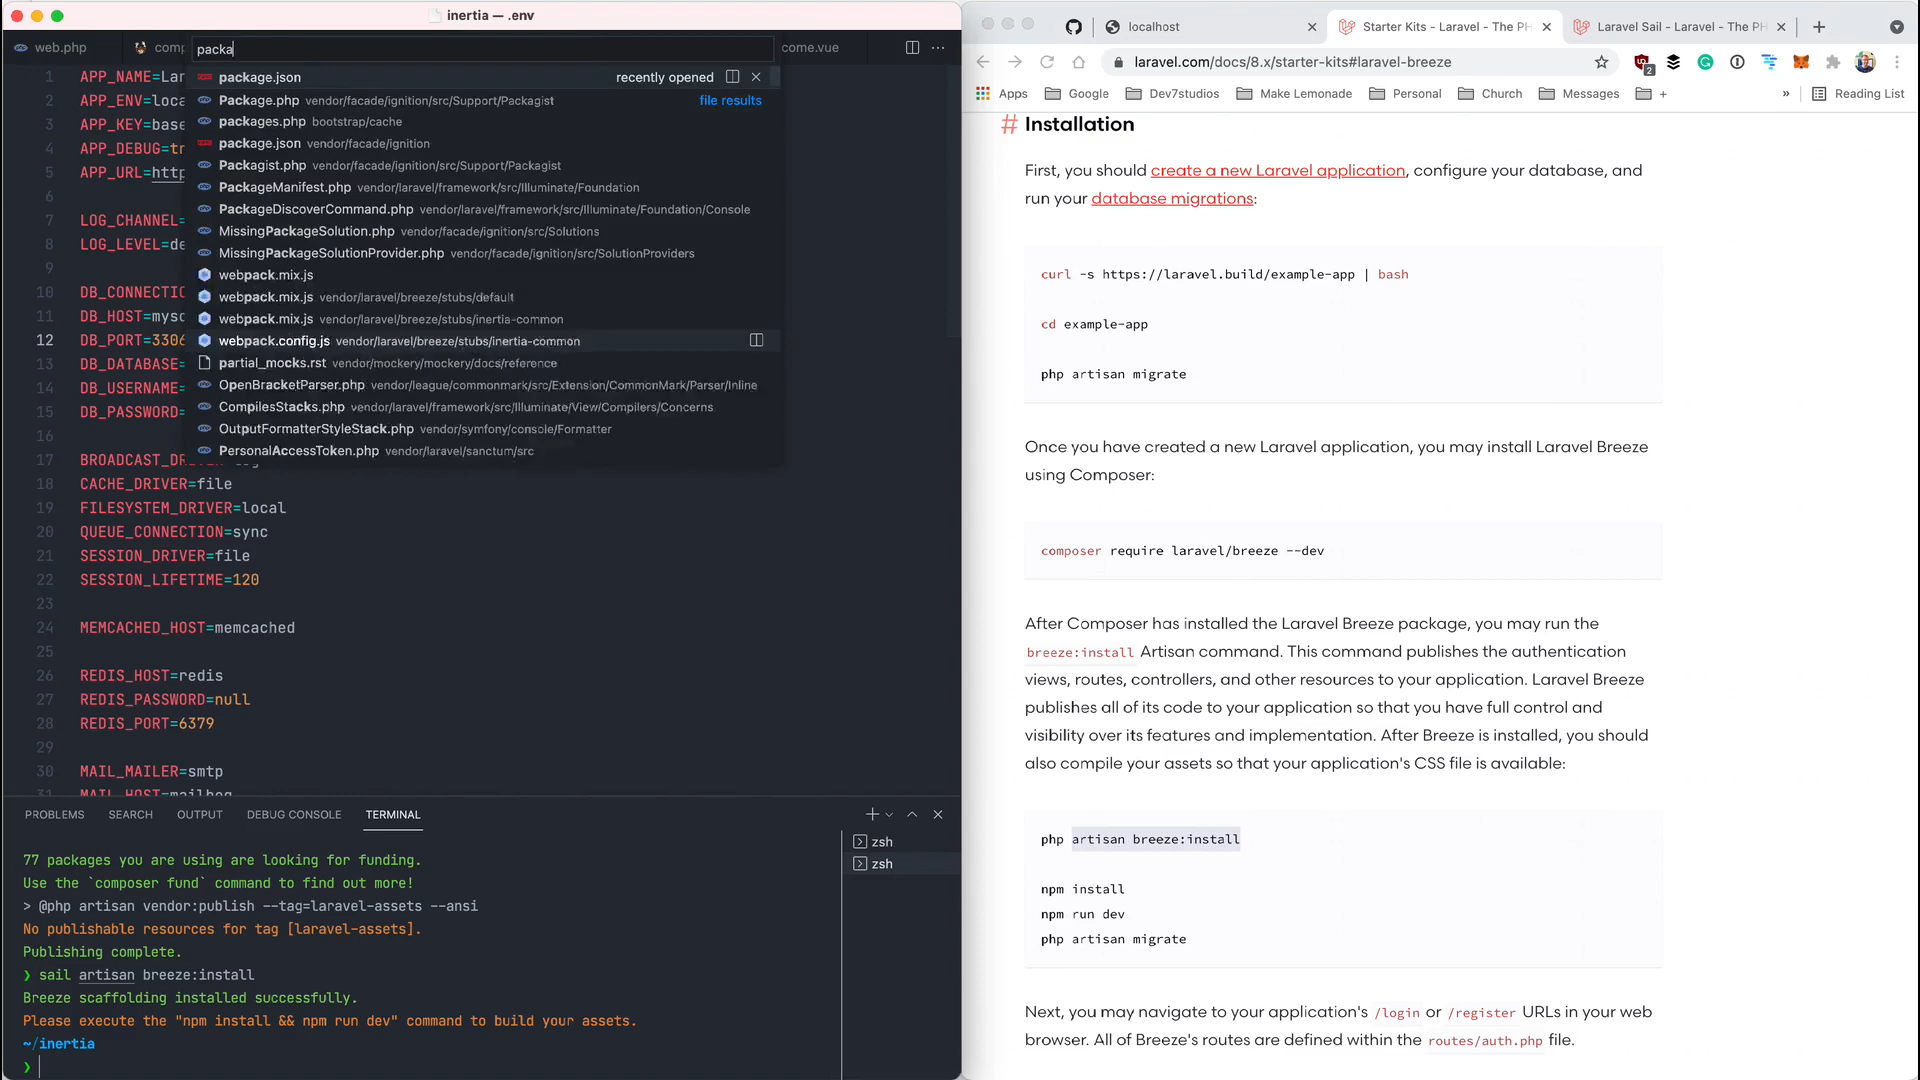 inertia — .env
web.php
comp
packa
come.vue
package.json recently opened
Package.php vendor/facade/ignition/src/Support/Packagist file results
packages.php bootstrap/cache
package.json vendor/facade/ignition
Packagist.php vendor/facade/ignition/src/Support/Packagist
PackageManifest.php vendor/laravel/framework/src/Illuminate/Foundation
PackageDiscoverCommand.php vendor/laravel/framework/src/Illuminate/Foundation/Console
MissingPackageSolution.php vendor/facade/ignition/src/Solutions
MissingPackageSolutionProvider.php vendor/facade/ignition/src/SolutionProviders
webpack.mix.js
webpack.mix.js vendor/laravel/breeze/stubs/default
webpack.mix.js vendor/laravel/breeze/stubs/inertia-common
webpack.config.js vendor/laravel/breeze/stubs/inertia-common
partial_mocks.rst vendor/mockery/mockery/docs/reference
OpenBracketParser.php vendor/league/commonmark/src/Extension/CommonMark/Parser/Inline
CompilesStacks.php vendor/laravel/framework/src/Illuminate/View/Compilers/Concerns
OutputFormatterStyleStack.php vendor/symfony/console/Formatter
PersonalAccessToken.php vendor/laravel/sanctum/src
1 APP_NAME=Lar
2 APP_ENV=loca
3 APP_KEY=base
4 APP_DEBUG=tr
5 APP_URL=http
6
7 LOG_CHANNEL=
8 LOG_LEVEL=de
9
10 DB_CONNECTIO
11 DB_HOST=mysq
12 DB_PORT=3306
13 DB_DATABASE=
14 DB_USERNAME=
15 DB_PASSWORD=
16
17 BROADCAST_DR
18 CACHE_DRIVER=file
19 FILESYSTEM_DRIVER=local
20 QUEUE_CONNECTION=sync
21 SESSION_DRIVER=file
22 SESSION_LIFETIME=120
23
24 MEMCACHED_HOST=memcached
25
26 REDIS_HOST=redis
27 REDIS_PASSWORD=null
28 REDIS_PORT=6379
29
30 MAIL_MAILER=smtp
31 MAIL_HOST=mailhog
PROBLEMS SEARCH OUTPUT DEBUG CONSOLE TERMINAL
zsh
zsh
77 packages you are using are looking for funding.
Use the `composer fund` command to find out more!
> @php artisan vendor:publish --tag=laravel-assets --ansi
No publishable resources for tag [laravel-assets].
Publishing complete.
❯ sail artisan breeze:install
Breeze scaffolding installed successfully.
Please execute the "npm install && npm run dev" command to build your assets.
~/inertia
❯
localhost
Starter Kits - Laravel - The PH
Laravel Sail - Laravel - The PHP
laravel.com/docs/8.x/starter-kits#laravel-breeze
2
Apps Google Dev7studios Make Lemonade Personal Church Messages + » Reading List
# Installation
First, you should create a new Laravel application, configure your database, and
run your database migrations:
curl -s https://laravel.build/example-app | bash
cd example-app
php artisan migrate
Once you have created a new Laravel application, you may install Laravel Breeze
using Composer:
composer require laravel/breeze --dev
After Composer has installed the Laravel Breeze package, you may run the
breeze:install Artisan command. This command publishes the authentication
views, routes, controllers, and other resources to your application. Laravel Breeze
publishes all of its code to your application so that you have full control and
visibility over its features and implementation. After Breeze is installed, you should
also compile your assets so that your application's CSS file is available:
php artisan breeze:install
npm install
npm run dev
php artisan migrate
Next, you may navigate to your application's /login or /register URLs in your web
browser. All of Breeze's routes are defined within the routes/auth.php file.